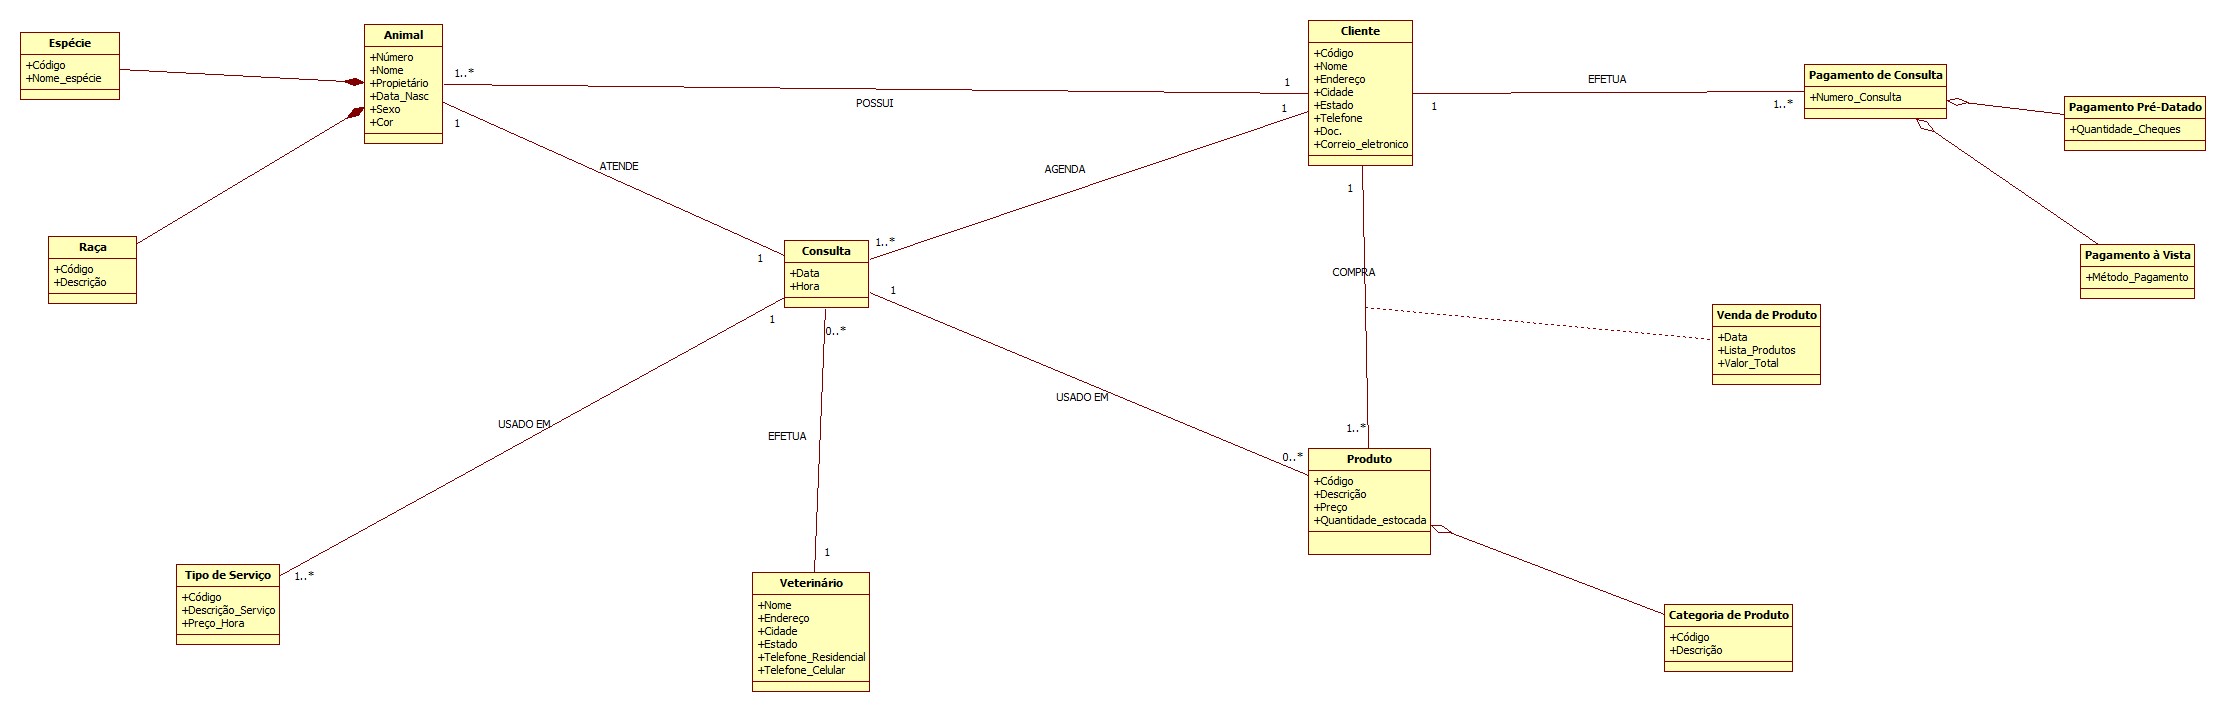 Espécie
+Código
+Nome_espécie
Animal
+Número
+Nome
+Propietário
+Data_Nasc
+Sexo
+Cor
1..*
1
POSSUI
1
1
Cliente
+Código
+Nome
+Endereço
+Cidade
+Estado
+Telefone
+Doc.
+Correio_eletronico
EFETUA
1
1..*
Pagamento de Consulta
+Numero_Consulta
Pagamento Pré-Datado
+Quantidade_Cheques
ATENDE
AGENDA
1
Raça
+Código
+Descrição
1
1..*
Consulta
+Data
+Hora
1
1
0..*
COMPRA
Pagamento à Vista
+Método_Pagamento
Venda de Produto
+Data
+Lista_Produtos
+Valor_Total
USADO EM
EFETUA
USADO EM
1..*
0..*
Produto
+Código
+Descrição
+Preço
+Quantidade_estocada
1
1..*
Tipo de Serviço
+Código
+Descrição_Serviço
+Preço_Hora
Veterinário
+Nome
+Endereço
+Cidade
+Estado
+Telefone_Residencial
+Telefone_Celular
Categoria de Produto
+Código
+Descrição